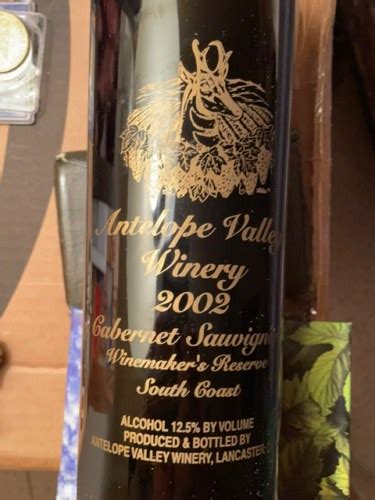 Antelope Valley
Winery
2002
Cabernet Sauvign
Winemaker's Reserve
South Coast
ALCOHOL 12.5% BY VOLUME
PRODUCED & BOTTLED BY
ANTELOPE VALLEY WINERY, LANCASTER